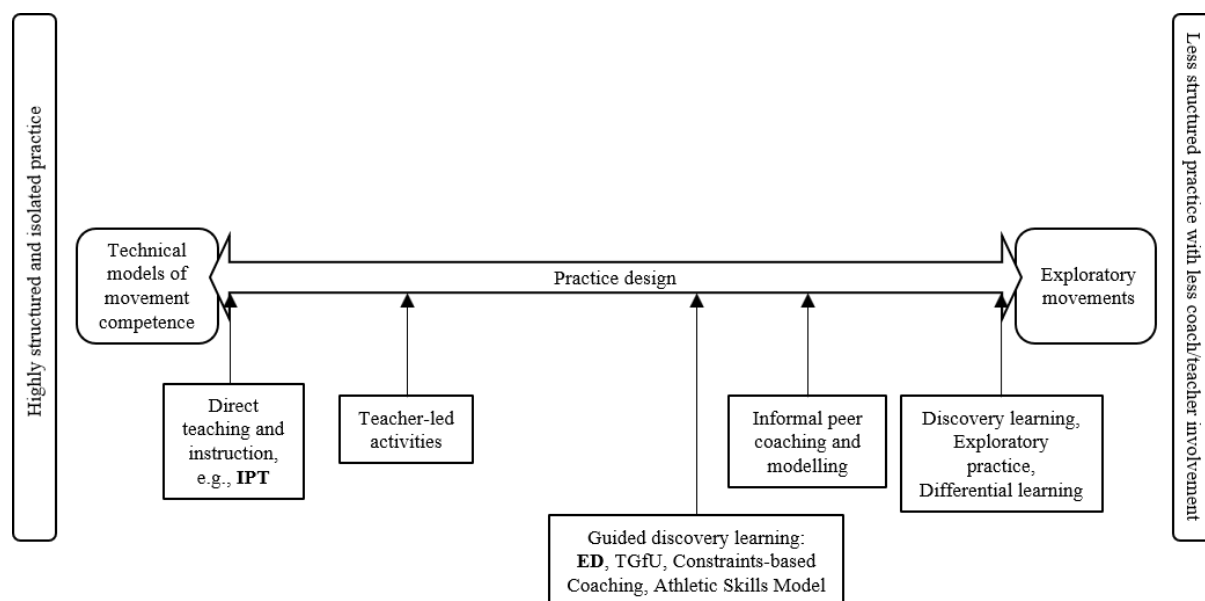 Highly structured and isolated practice
Technical
models of
movement
competence
Practice design
Exploratory
movements
Less structured practice with less coach/teacher involvement
Direct
teaching and
instruction,
e.g., IPT
Teacher-led
activities
Guided discovery learning:
ED, TGfU, Constraints-based
Coaching, Athletic Skills Model
Informal peer
coaching and
modelling
Discovery learning,
Exploratory
practice,
Differential learning